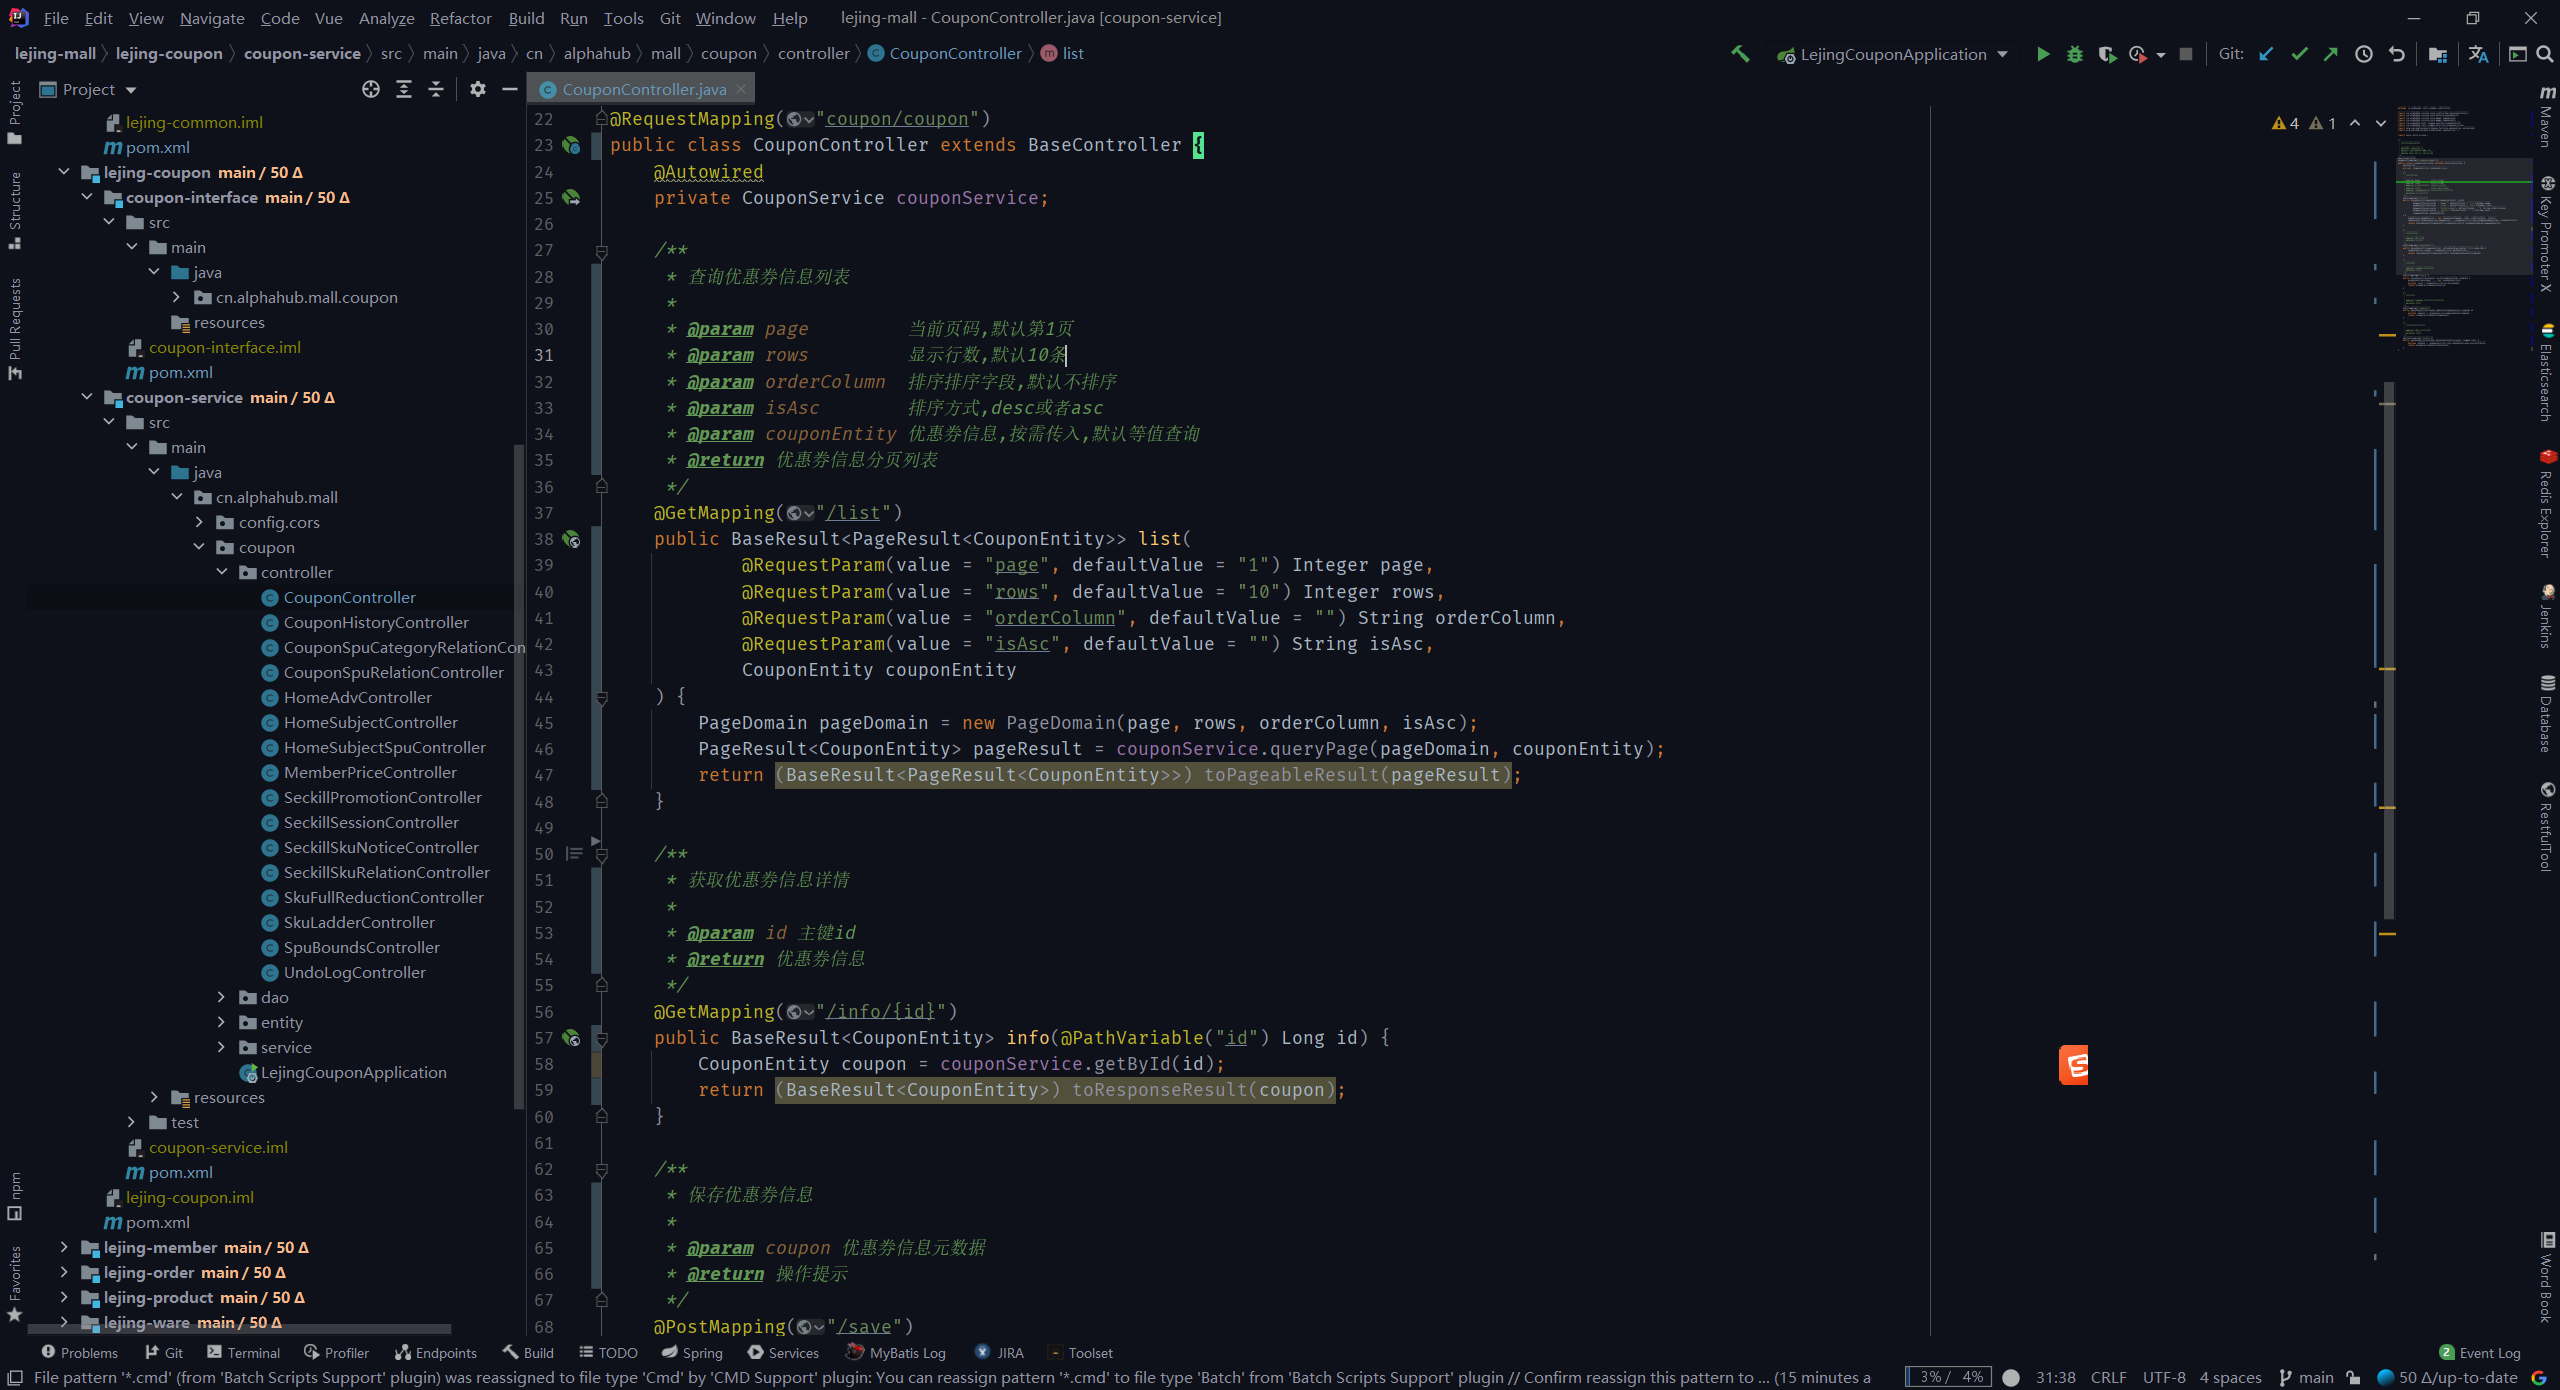 File Edit View Navigate Code Vue Analyze Refactor Build Run Tools Git Window Help lejing-mall - CouponController.java [coupon-service]
lejing-mall lejing-coupon coupon-service src main java cn alphahub mall coupon controller CouponController list LejingCouponApplication Git:
Project
CouponController.java
Project
Structure
Pull Requests
npm
Favorites
lejing-common.iml
pom.xml
lejing-coupon main / 50 Δ
coupon-interface main / 50 Δ
src
main
java
cn.alphahub.mall.coupon
resources
coupon-interface.iml
pom.xml
coupon-service main / 50 Δ
src
main
java
cn.alphahub.mall
config.cors
coupon
controller
CouponController
CouponHistoryController
CouponSpuCategoryRelationCon
CouponSpuRelationController
HomeAdvController
HomeSubjectController
HomeSubjectSpuController
MemberPriceController
SeckillPromotionController
SeckillSessionController
SeckillSkuNoticeController
SeckillSkuRelationController
SkuFullReductionController
SkuLadderController
SpuBoundsController
UndoLogController
dao
entity
service
LejingCouponApplication
resources
test
coupon-service.iml
pom.xml
lejing-coupon.iml
pom.xml
lejing-member main / 50 Δ
lejing-order main / 50 Δ
lejing-product main / 50 Δ
lejing-ware main / 50 Δ
22 @RequestMapping("coupon/coupon")
23 public class CouponController extends BaseController {
24 @Autowired
25 private CouponService couponService;
26
27 /**
28 * 查询优惠券信息列表
29 *
30 * @param page 当前页码,默认第1页
31 * @param rows 显示行数,默认10条
32 * @param orderColumn 排序排序字段,默认不排序
33 * @param isAsc 排序方式,desc或者asc
34 * @param couponEntity 优惠券信息,按需传入,默认等值查询
35 * @return 优惠券信息分页列表
36 */
37 @GetMapping("/list")
38 public BaseResult<PageResult<CouponEntity>> list(
39 @RequestParam(value = "page", defaultValue = "1") Integer page,
40 @RequestParam(value = "rows", defaultValue = "10") Integer rows,
41 @RequestParam(value = "orderColumn", defaultValue = "") String orderColumn,
42 @RequestParam(value = "isAsc", defaultValue = "") String isAsc,
43 CouponEntity couponEntity
44 ) {
45 PageDomain pageDomain = new PageDomain(page, rows, orderColumn, isAsc);
46 PageResult<CouponEntity> pageResult = couponService.queryPage(pageDomain, couponEntity);
47 return (BaseResult<PageResult<CouponEntity>>) toPageableResult(pageResult);
48 }
49
50 /**
51 * 获取优惠券信息详情
52 *
53 * @param id 主键id
54 * @return 优惠券信息
55 */
56 @GetMapping("/info/{id}")
57 public BaseResult<CouponEntity> info(@PathVariable("id") Long id) {
58 CouponEntity coupon = couponService.getById(id);
59 return (BaseResult<CouponEntity>) toResponseResult(coupon);
60 }
61
62 /**
63 * 保存优惠券信息
64 *
65 * @param coupon 优惠券信息元数据
66 * @return 操作提示
67 */
68 @PostMapping("/save")
4 1
Maven
Key Promoter X
Elasticsearch
Redis Explorer
Jenkins
Database
RestfulTool
Word Book
Problems Git Terminal Profiler Endpoints Build TODO Spring Services MyBatis Log JIRA Toolset 2 Event Log
File pattern '*.cmd' (from 'Batch Scripts Support' plugin) was reassigned to file type 'Cmd' by 'CMD Support' plugin: You can reassign pattern '*.cmd' to file type 'Batch' from 'Batch Scripts Support' plugin // Confirm reassign this pattern to ... (15 minutes a 3% / 4% 31:38 CRLF UTF-8 4 spaces main 50 Δ/up-to-date